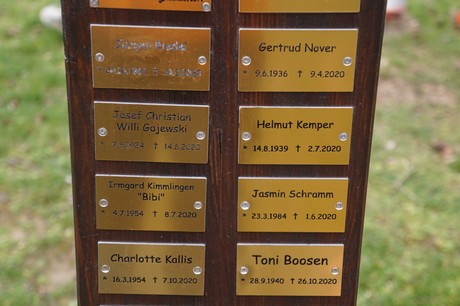 Gertrud Nover
* 9.6.1936 † 9.4.2020
Josef Christian
Willi Gajewski
† 14.6.2020
Helmut Kemper
* 14.8.1939 † 2.7.2020
Irmgard Kimmlingen
"Bibi"
* 4.7.1954 † 8.7.2020
Jasmin Schramm
* 23.3.1984 † 1.6.2020
Charlotte Kallis
* 16.3.1954 † 7.10.2020
Toni Boosen
* 28.9.1940 † 26.10.2020